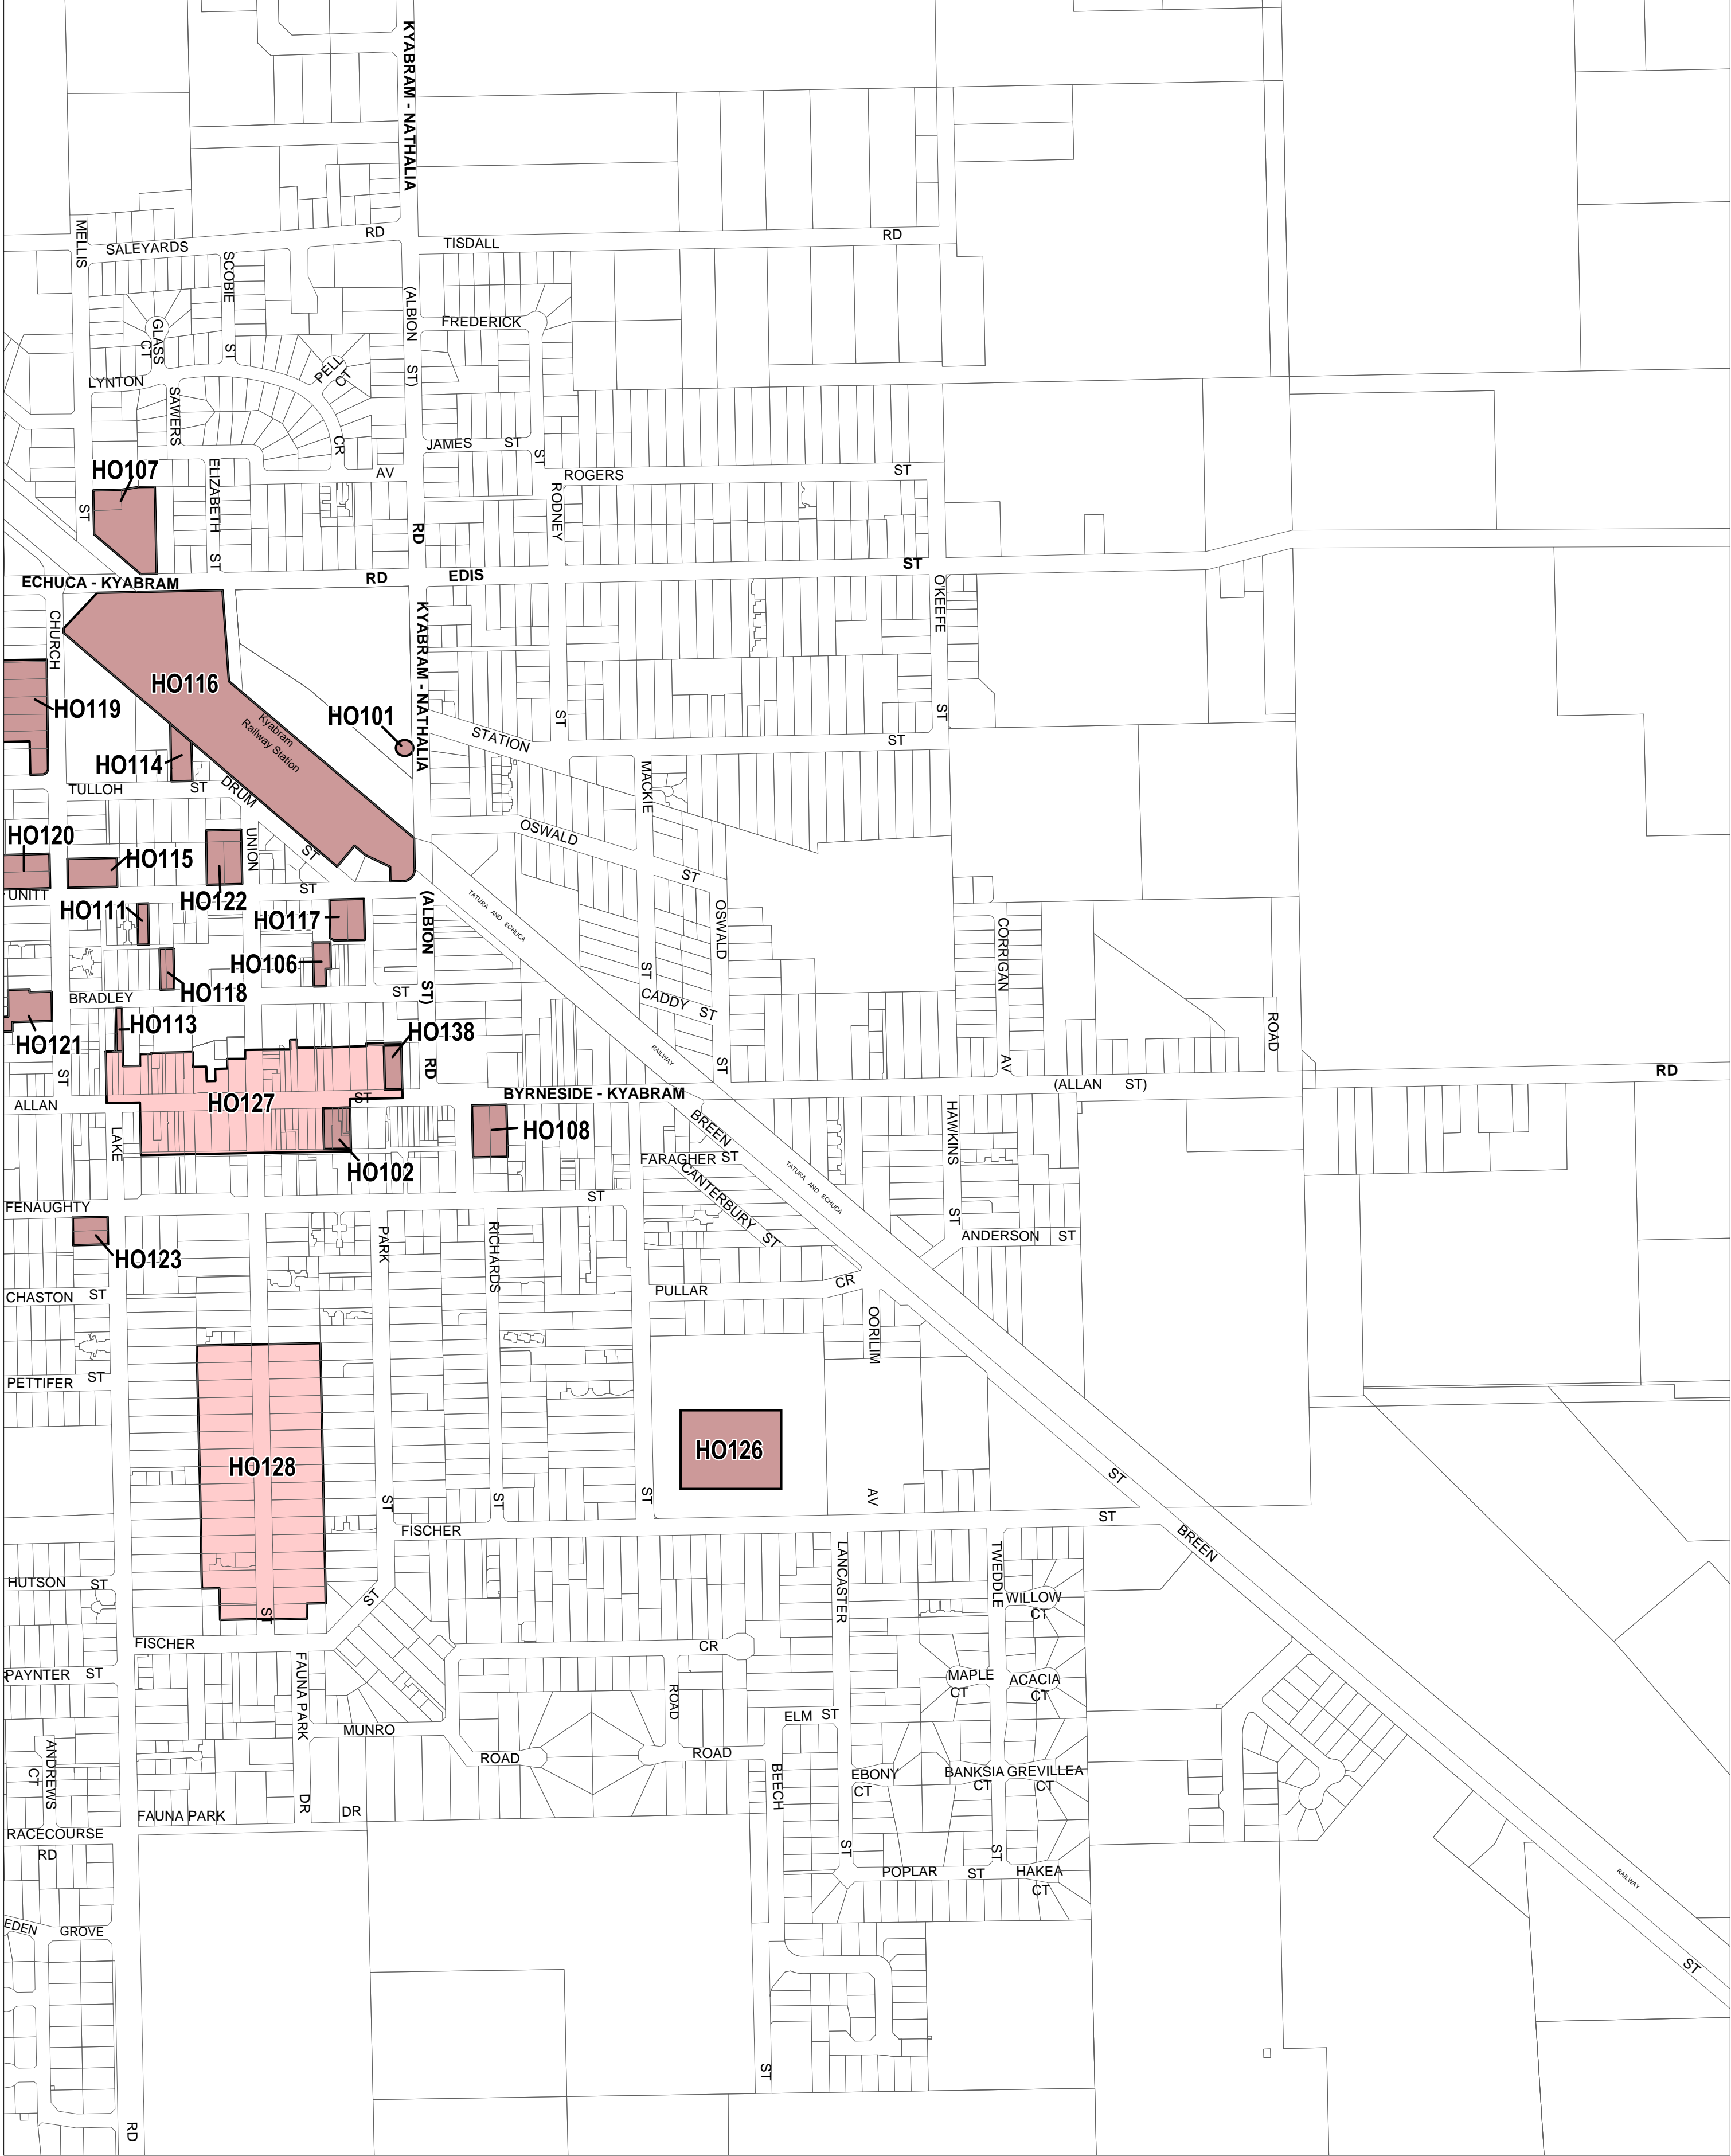 KYABRAM - NATHALIA
MELLIS
SALEYARDS
RD
TISDALL
RD
SCOBIE
ST
GLASS
CT
(ALBION
ST)
FREDERICK
PELL
CT
LYNTON
SAWERS
CR
JAMES ST
ST
HO107
AV
ROGERS
ST
ELIZABETH
ST
RODNEY
ST
RD
ECHUCA - KYABRAM
RD
EDIS
ST
O'KEEFE
ST
CHURCH
KYABRAM - NATHALIA
HO116
Kyabram
Railway Station
HO119
HO101
ST
STATION
ST
HO114
TULLOH
ST
DRUM
ST
MACKIE
OSWALD
ST
HO120
HO115
UNION
UNITT
HO122
ST
HO111
HO117
(ALBION
ST)
TATURA AND ECHUCA
OSWALD
CORRIGAN
HO106
HO118
BRADLEY
ST
ST
CADDY ST
HO113
HO138
HO121
ROAD
RAILWAY
ST
RD
ST
AV
(ALLAN ST)
RD
HO127
ST
ALLAN
BYRNESIDE - KYABRAM
LAKE
HO108
BREEN
HAWKINS
HO102
FARAGHER ST
CANTERBURY
ST
TATURA AND ECHUCA
FENAUGHTY
ST
ST
HO123
PARK
RICHARDS
ANDERSON ST
CHASTON ST
PULLAR
CR
OORILIM
PETTIFER ST
HO126
HO128
ST
ST
ST
ST
AV
FISCHER
ST
BREEN
LANCASTER
TWEDDLE
HUTSON ST
WILLOW
CT
ST
ST
FISCHER
CR
PAYNTER ST
FAUNA PARK
MAPLE
CT
ACACIA
CT
ROAD
MUNRO
ELM ST
ROAD
ROAD
ANDREWS
CT
BEECH
EBONY
CT
BANKSIA
CT
GREVILLEA
CT
DR
DR
FAUNA PARK
RACECOURSE
RD
ST
ST
POPLAR
ST
HAKEA
CT
RAILWAY
EDEN
GROVE
ST
ST
RD